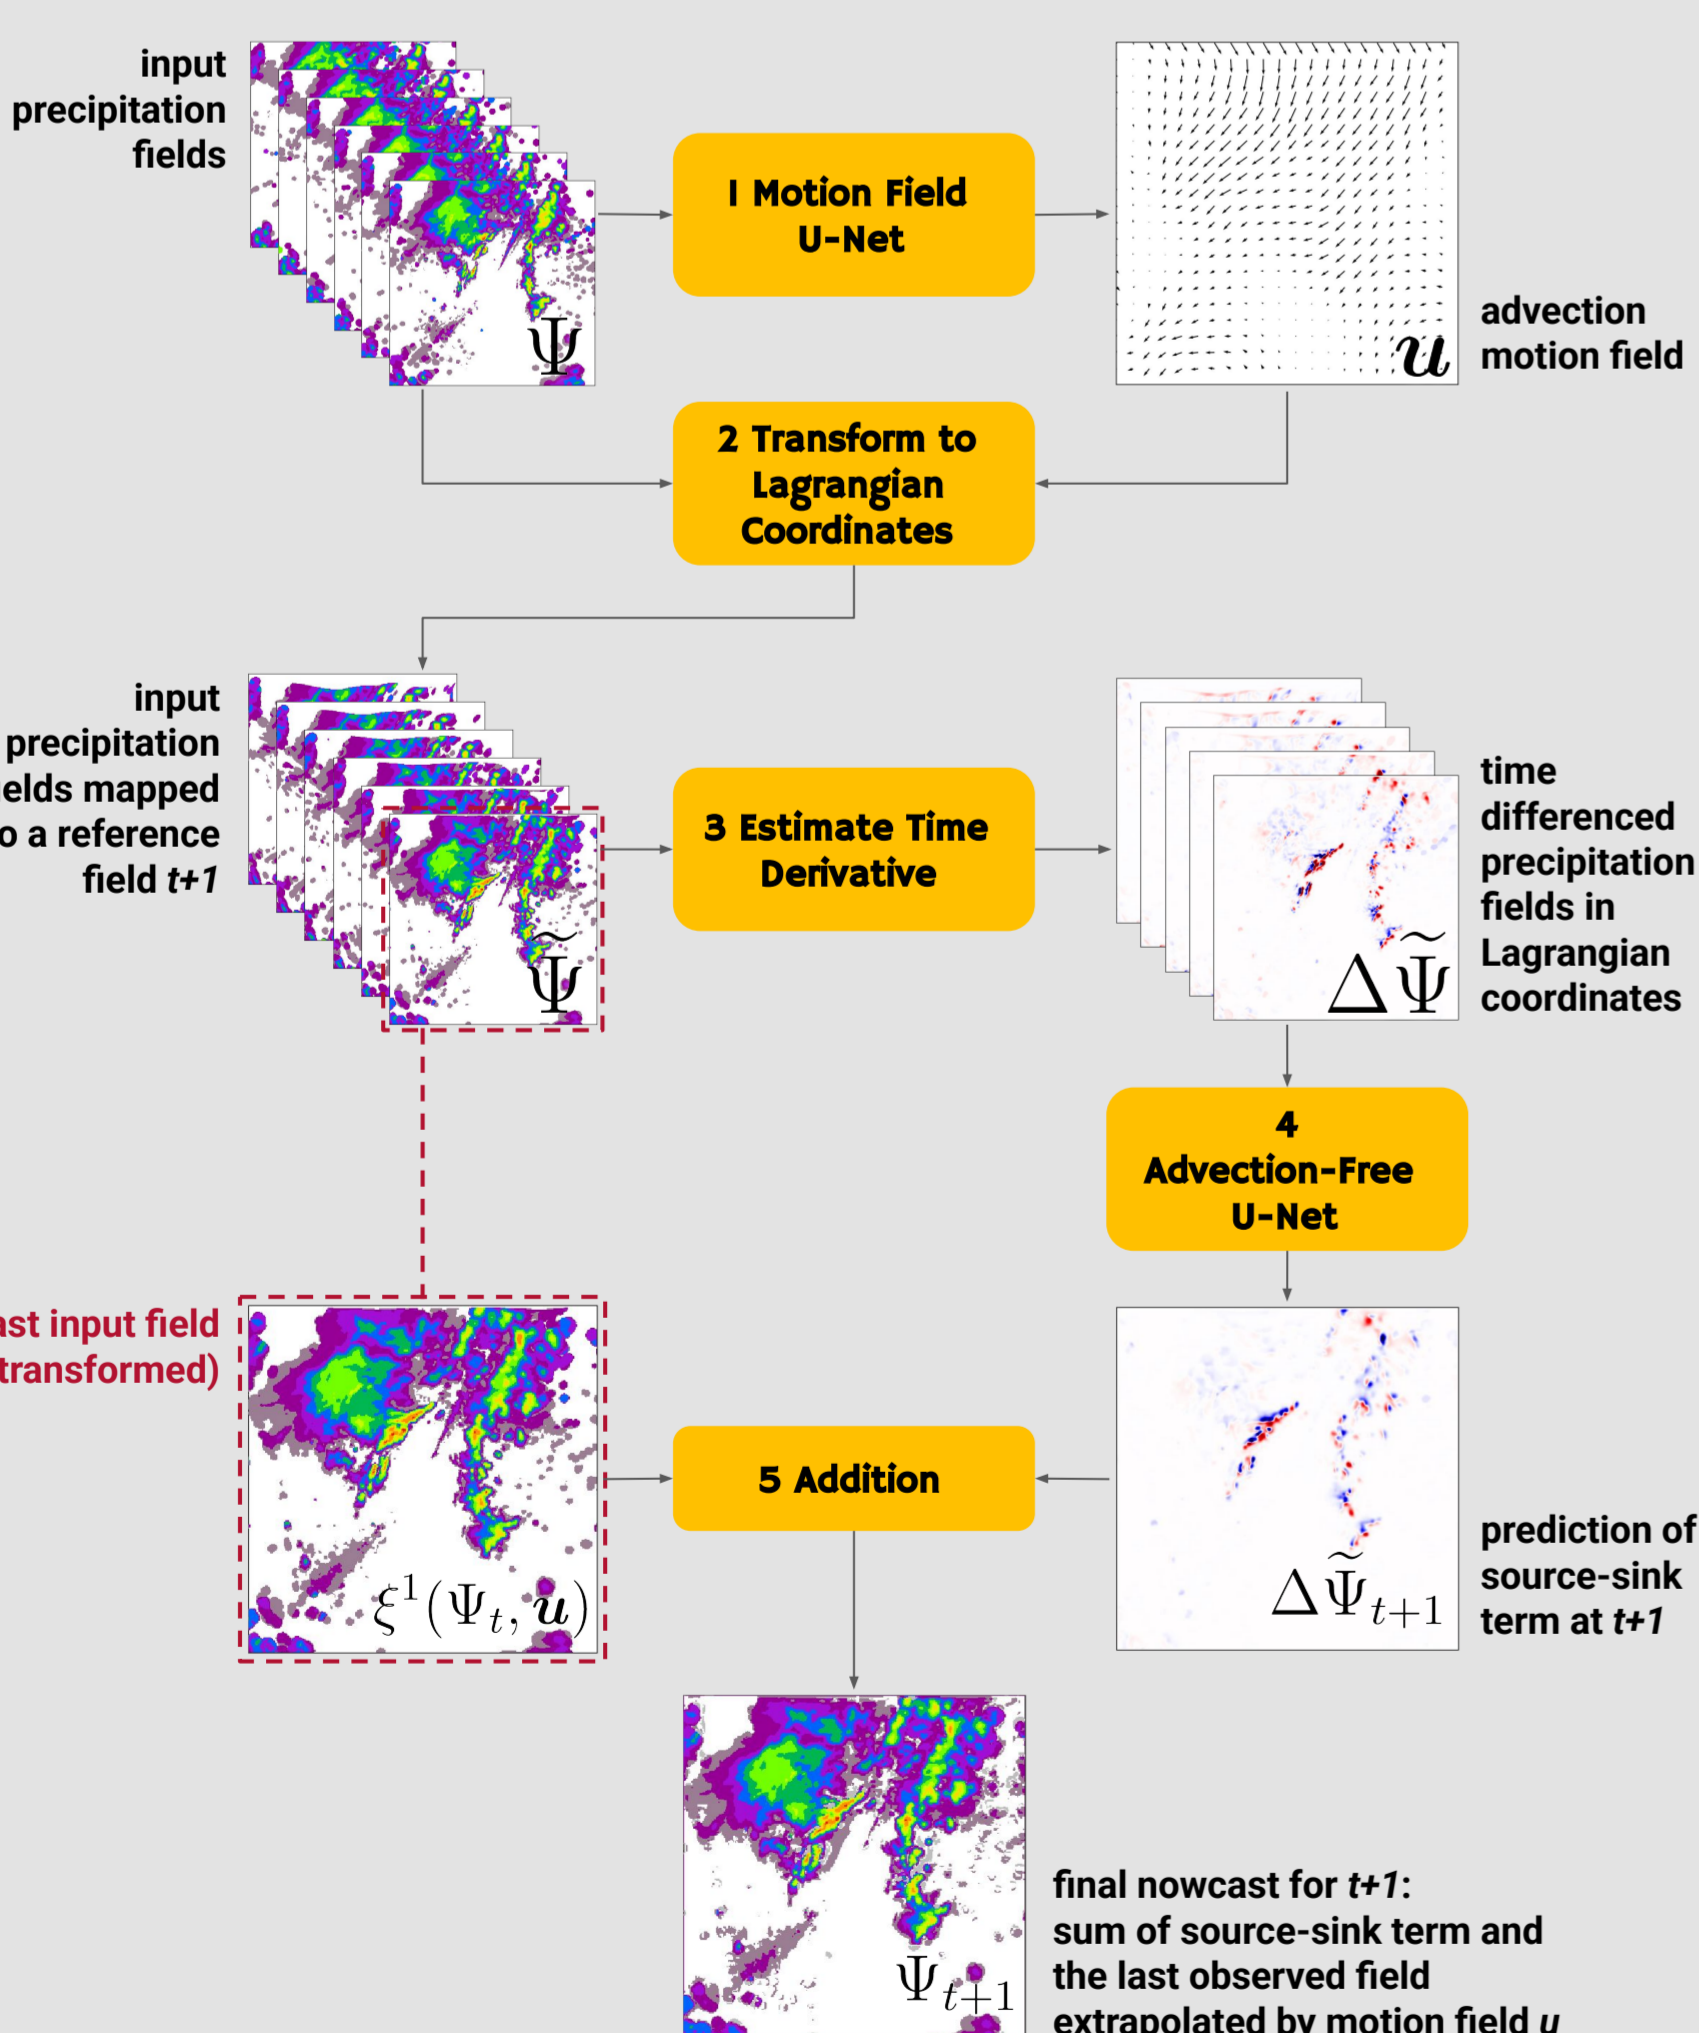 input
precipitation
fields
1 Motion Field
U-Net
Ψ
u
advection
motion field
2 Transform to
Lagrangian
Coordinates
input
precipitation
mapped
a reference
field t+1
Ψ̃
3 Estimate Time
Derivative
ΔΨ̃
time
differenced
precipitation
fields in
Lagrangian
coordinates
4
Advection-Free
U-Net
input field
transformed)
ξ¹(Ψₜ, u)
5 Addition
ΔΨ̃ₜ₊₁
prediction of
source-sink
term at t+1
Ψₜ₊₁
final nowcast for t+1:
sum of source-sink term and
the last observed field
extrapolated by motion field u